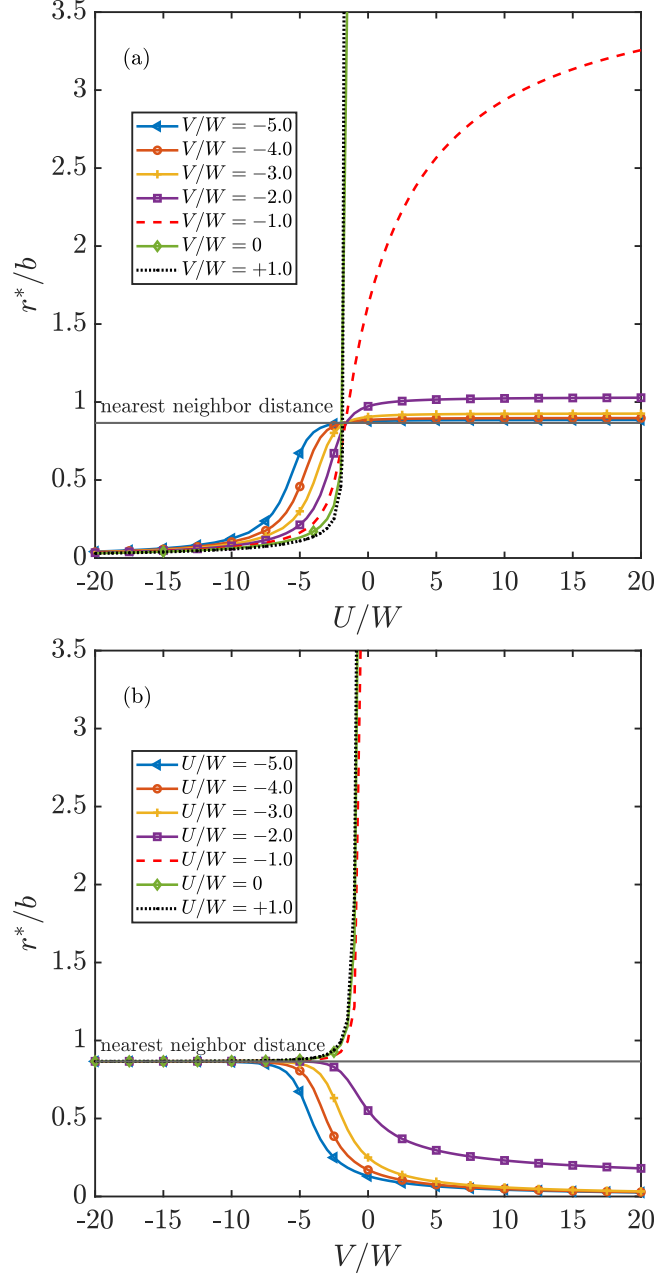 3.5
(a)
3
V/W = −5.0
V/W = −4.0
2.5
V/W = −3.0
V/W = −2.0
V/W = −1.0
2
V/W = 0
V/W = +1.0
r*/b
1.5
1
nearest neighbor distance
0.5
0
-20 -15 -10 -5 0 5 10 15 20
U/W
3.5
(b)
3
U/W = −5.0
U/W = −4.0
2.5
U/W = −3.0
U/W = −2.0
U/W = −1.0
2
U/W = 0
U/W = +1.0
r*/b
1.5
1
nearest neighbor distance
0.5
0
-20 -15 -10 -5 0 5 10 15 20
V/W